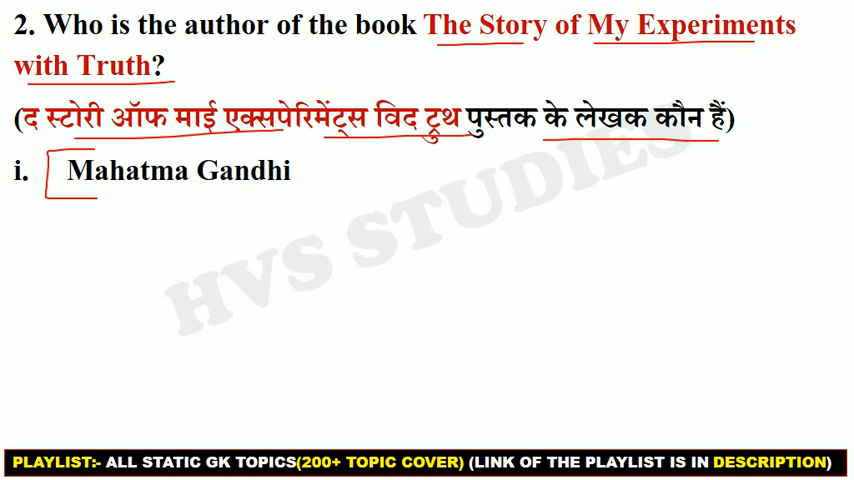 2. Who is the author of the book The Story of My Experiments
with Truth?
(द स्टोरी ऑफ माई एक्सपेरिमेंट्स विद ट्रुथ पुस्तक के लेखक कौन हैं)
i. Mahatma Gandhi
HVS STUDIES
PLAYLIST:- ALL STATIC GK TOPICS(200+ TOPIC COVER) (LINK OF THE PLAYLIST IS IN DESCRIPTION)